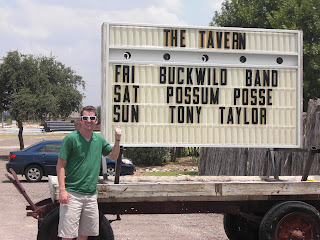 THE TAVERN
FRI BUCKWILD BAND
SAT POSSUM POSSE
SUN TONY TAYLOR